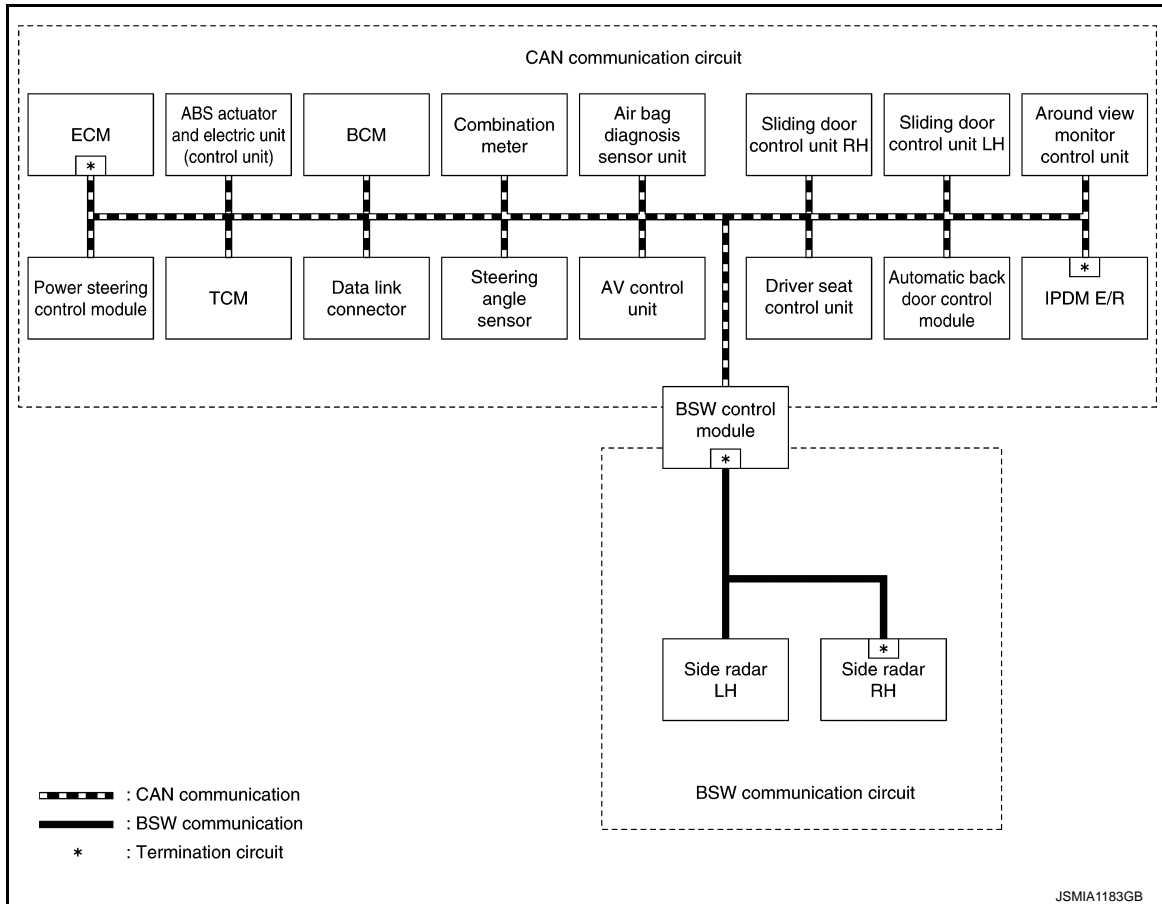 CAN communication circuit
ECM
*
ABS actuator
and electric unit
(control unit)
BCM
Combination
meter
Air bag
diagnosis
sensor unit
Sliding door
control unit RH
Sliding door
control unit LH
Around view
monitor
control unit
Power steering
control module
TCM
Data link
connector
Steering
angle
sensor
AV control
unit
Driver seat
control unit
Automatic back
door control
module
*
IPDM E/R
BSW control
module
*
Side radar
LH
*
Side radar
RH
BSW communication circuit
: CAN communication
: BSW communication
* : Termination circuit
JSMIA1183GB